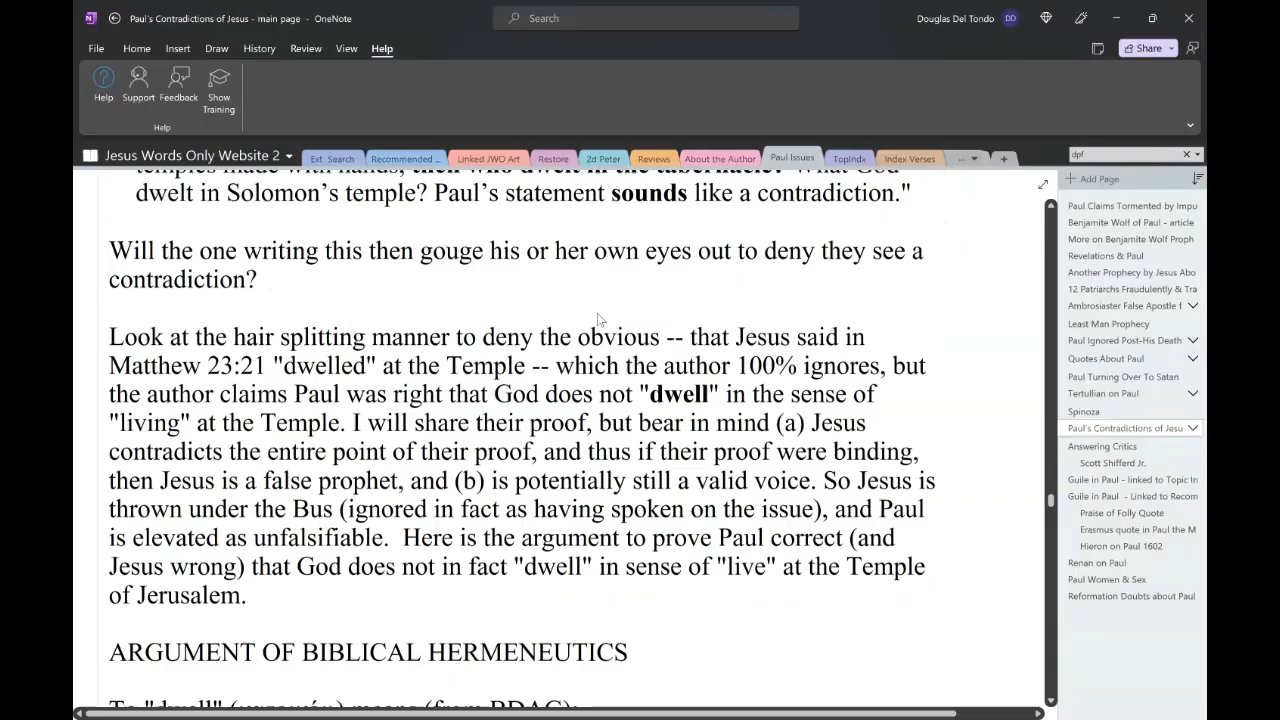 Paul's Contradictions of Jesus - main page - OneNote
Search
Douglas Del Tondo DD
File Home Insert Draw History Review View Help
Share
Help Support Feedback Show
Training
Help
Jesus Words Only Website 2
Ext Search Recommended ... Linked JWO Art Restore 2d Peter Reviews About the Author Paul Issues TopIndx Index Verses ...
dpf
dwelt in Solomon's temple? Paul's statement sounds like a contradiction."
Will the one writing this then gouge his or her own eyes out to deny they see a
contradiction?
Look at the hair splitting manner to deny the obvious -- that Jesus said in
Matthew 23:21 "dwelled" at the Temple -- which the author 100% ignores, but
the author claims Paul was right that God does not "dwell" in the sense of
"living" at the Temple. I will share their proof, but bear in mind (a) Jesus
contradicts the entire point of their proof, and thus if their proof were binding,
then Jesus is a false prophet, and (b) is potentially still a valid voice. So Jesus is
thrown under the Bus (ignored in fact as having spoken on the issue), and Paul
is elevated as unfalsifiable.  Here is the argument to prove Paul correct (and
Jesus wrong) that God does not in fact "dwell" in sense of "live" at the Temple
of Jerusalem.
ARGUMENT OF BIBLICAL HERMENEUTICS
Add Page
Paul Claims Tormented by Impu
Benjamite Wolf of Paul - article
More on Benjamite Wolf Proph
Revelations & Paul
Another Prophecy by Jesus Abo
12 Patriarchs Fraudulently & Tra
Ambrosiaster False Apostle f
Least Man Prophecy
Paul Ignored Post-His Death
Quotes About Paul
Paul Turning Over To Satan
Tertullian on Paul
Spinoza
Paul's Contradictions of Jesu
Answering Critics
Scott Shifferd Jr.
Guile in Paul - linked to Topic In
Guile in Paul - Linked to Recom
Praise of Folly Quote
Erasmus quote in Paul the M
Hieron on Paul 1602
Renan on Paul
Paul Women & Sex
Reformation Doubts about Paul